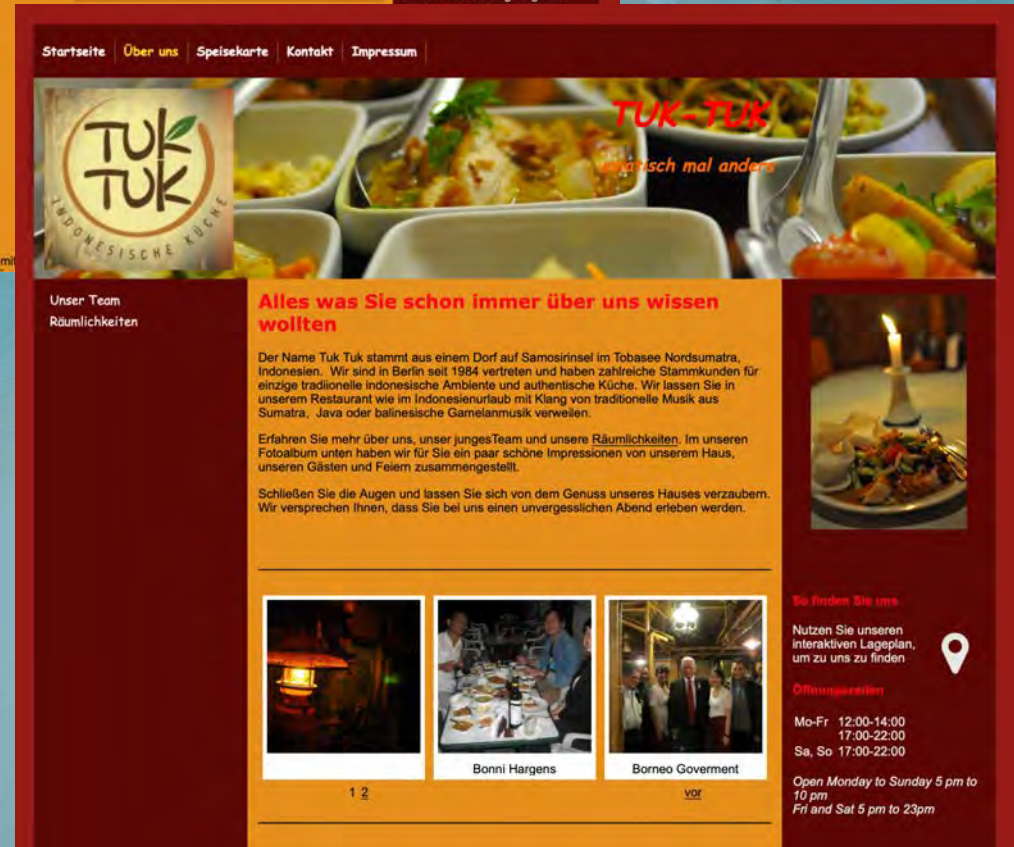 Startseite Über uns Speisekarte Kontakt Impressum
TUK
TUK
INDONESISCHE KÜCHE
TUK-TUK
asiatisch mal anders
mit
Unser Team
Räumlichkeiten
Alles was Sie schon immer über uns wissen
wollten
Der Name Tuk Tuk stammt aus einem Dorf auf Samosirinsel im Tobasee Nordsumatra,
Indonesien. Wir sind in Berlin seit 1984 vertreten und haben zahlreiche Stammkunden für
einzige tradiionelle indonesische Ambiente und authentische Küche. Wir lassen Sie in
unserem Restaurant wie im Indonesienurlaub mit Klang von traditionelle Musik aus
Sumatra, Java oder balinesische Gamelanmusik verweilen.
Erfahren Sie mehr über uns, unser jungesTeam und unsere Räumlichkeiten. Im unseren
Fotoalbum unten haben wir für Sie ein paar schöne Impressionen von unserem Haus,
unseren Gästen und Feiern zusammengestellt.
Schließen Sie die Augen und lassen Sie sich von dem Genuss unseres Hauses verzaubern.
Wir versprechen Ihnen, dass Sie bei uns einen unvergesslichen Abend erleben werden.
Bonni Hargens
Borneo Goverment
1 2
vor
So finden Sie uns
Nutzen Sie unseren
interaktiven Lageplan,
um zu uns zu finden
Öffnungszeiten
Mo-Fr 12:00-14:00
17:00-22:00
Sa, So 17:00-22:00
Open Monday to Sunday 5 pm to
10 pm
Fri and Sat 5 pm to 23pm